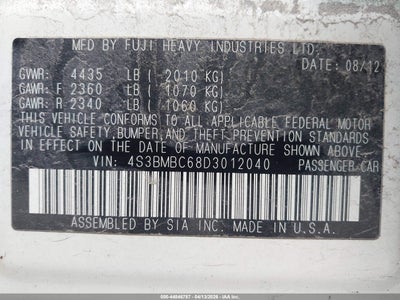 MFD BY FUJI HEAVY INDUSTRIES LTD.
DATE: 08/12
GVWR: 4435 LB ( 2010 KG)
GAWR: F 2360 LB ( 1070 KG)
GAWR: R 2340 LB ( 1060 KG)
THIS VEHICLE CONFORMS TO ALL APPLICABLE FEDERAL MOTOR
VEHICLE SAFETY, BUMPER, AND THEFT PREVENTION STANDARDS
IN EFFECT ON THE DATE OF MANUFACTURE SHOWN ABOVE.
VIN: 4S3BMBC68D3012040 PASSENGER CAR
ASSEMBLED BY SIA INC. MADE IN U.S.A.